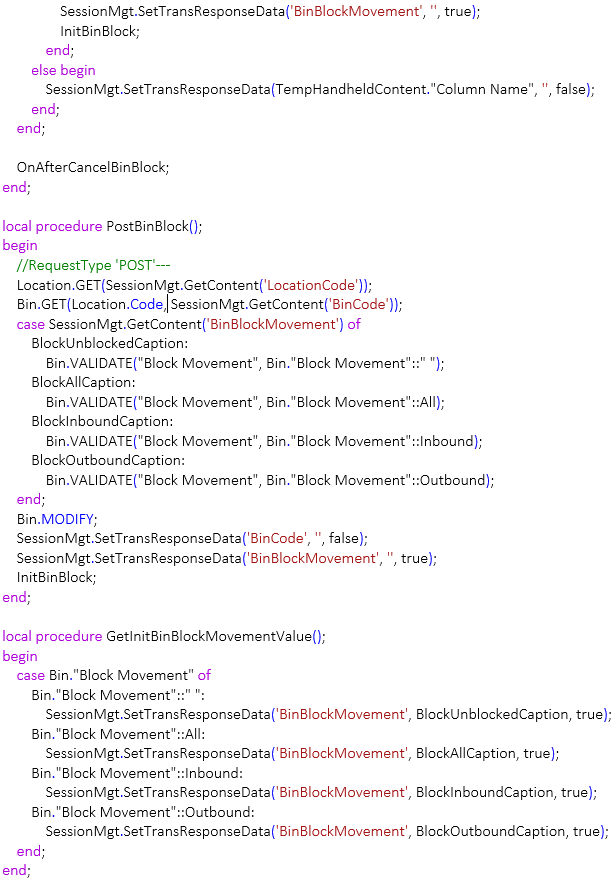 SessionMgt.SetTransResponseData('BinBlockMovement', '', true);
InitBinBlock;
end;
else begin
SessionMgt.SetTransResponseData(TempHandheldContent."Column Name", '', false);
end;
end;
OnAfterCancelBinBlock;
end;
local procedure PostBinBlock();
begin
//RequestType 'POST'---
Location.GET(SessionMgt.GetContent('LocationCode'));
Bin.GET(Location.Code, SessionMgt.GetContent('BinCode'));
case SessionMgt.GetContent('BinBlockMovement') of
BlockUnblockedCaption:
Bin.VALIDATE("Block Movement", Bin."Block Movement"::" ");
BlockAllCaption:
Bin.VALIDATE("Block Movement", Bin."Block Movement"::All);
BlockInboundCaption:
Bin.VALIDATE("Block Movement", Bin."Block Movement"::Inbound);
BlockOutboundCaption:
Bin.VALIDATE("Block Movement", Bin."Block Movement"::Outbound);
end;
Bin.MODIFY;
SessionMgt.SetTransResponseData('BinCode', '', false);
SessionMgt.SetTransResponseData('BinBlockMovement', '', true);
InitBinBlock;
end;
local procedure GetInitBinBlockMovementValue();
begin
case Bin."Block Movement" of
Bin."Block Movement"::" ":
SessionMgt.SetTransResponseData('BinBlockMovement', BlockUnblockedCaption, true);
Bin."Block Movement"::All:
SessionMgt.SetTransResponseData('BinBlockMovement', BlockAllCaption, true);
Bin."Block Movement"::Inbound:
SessionMgt.SetTransResponseData('BinBlockMovement', BlockInboundCaption, true);
Bin."Block Movement"::Outbound:
SessionMgt.SetTransResponseData('BinBlockMovement', BlockOutboundCaption, true);
end;
end;